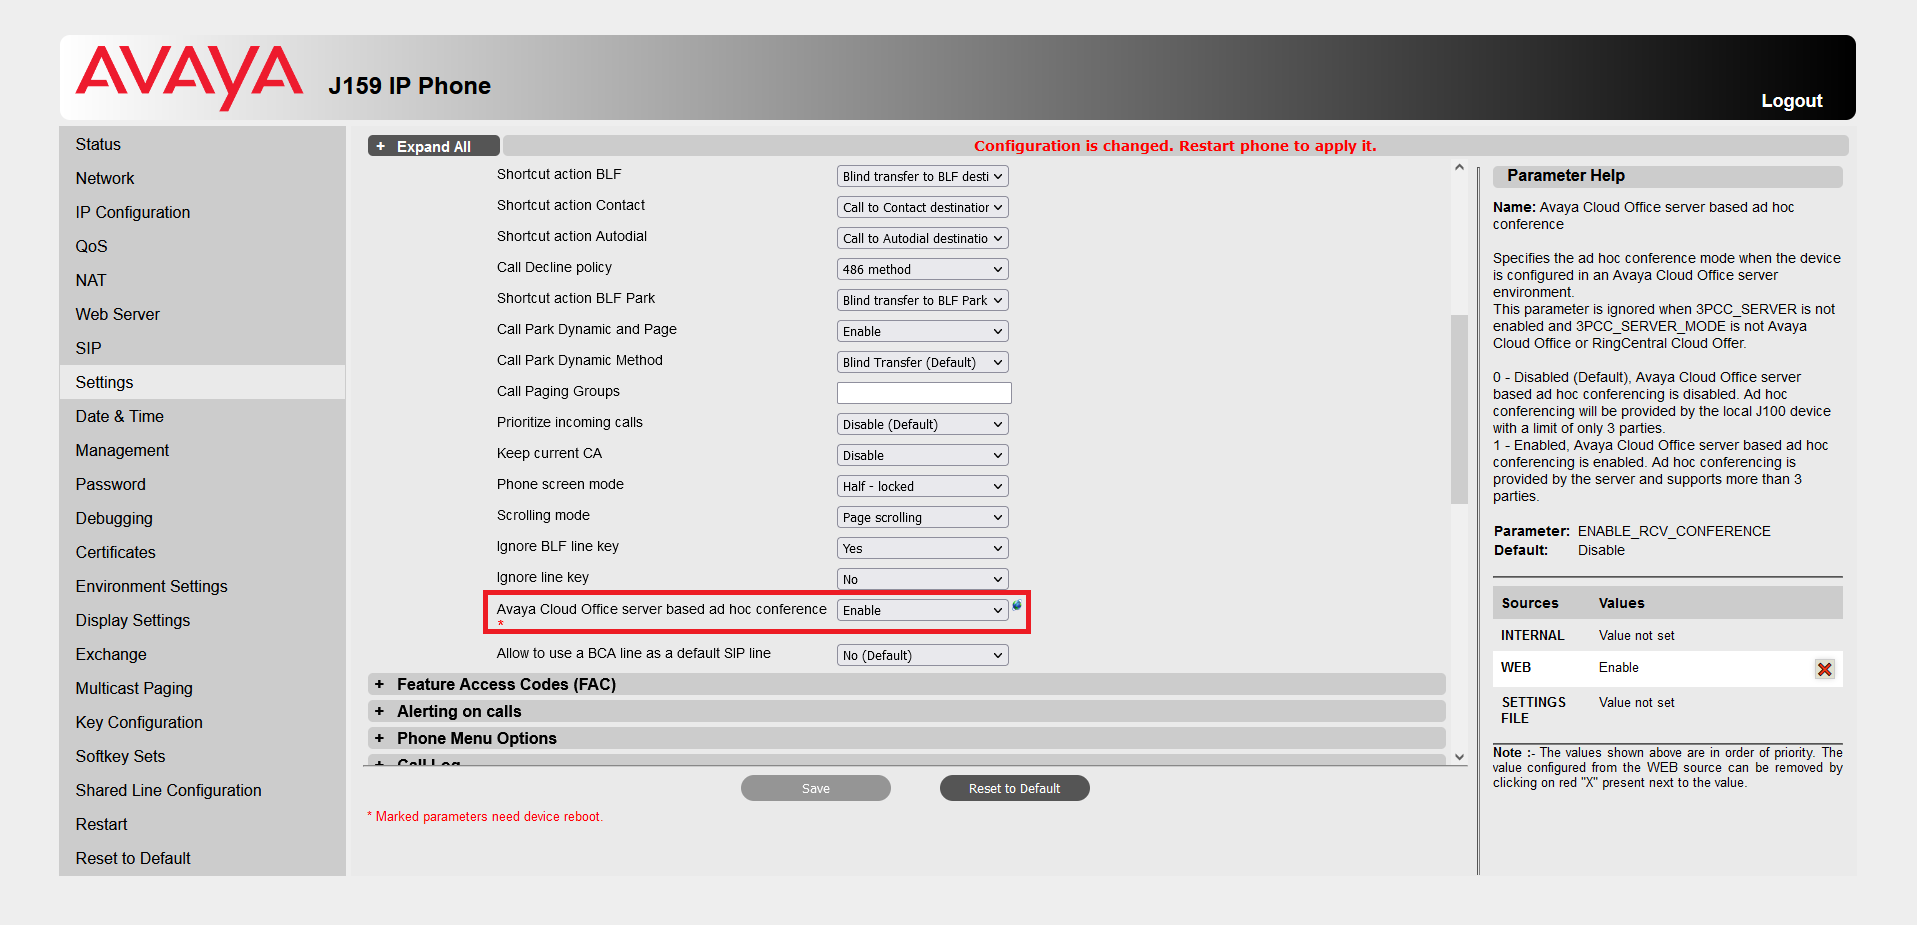 AVAYA
J159 IP Phone
Logout
Status
Network
IP Configuration
QoS
NAT
Web Server
SIP
Settings
Date & Time
Management
Password
Debugging
Certificates
Environment Settings
Display Settings
Exchange
Multicast Paging
Key Configuration
Softkey Sets
Shared Line Configuration
Restart
Reset to Default
+ Expand All
Configuration is changed. Restart phone to apply it.
Shortcut action BLF Blind transfer to BLF desti
Shortcut action Contact Call to Contact destination
Shortcut action Autodial Call to Autodial destinatio
Call Decline policy 486 method
Shortcut action BLF Park Blind transfer to BLF Park
Call Park Dynamic and Page Enable
Call Park Dynamic Method Blind Transfer (Default)
Call Paging Groups
Prioritize incoming calls Disable (Default)
Keep current CA Disable
Phone screen mode Half - locked
Scrolling mode Page scrolling
Ignore BLF line key Yes
Ignore line key No
Avaya Cloud Office server based ad hoc conference Enable
*
Allow to use a BCA line as a default SIP line No (Default)
+ Feature Access Codes (FAC)
+ Alerting on calls
+ Phone Menu Options
+ Call Log
Save Reset to Default
* Marked parameters need device reboot.
Parameter Help
Name: Avaya Cloud Office server based ad hoc
conference
Specifies the ad hoc conference mode when the device
is configured in an Avaya Cloud Office server
environment.
This parameter is ignored when 3PCC_SERVER is not
enabled and 3PCC_SERVER_MODE is not Avaya
Cloud Office or RingCentral Cloud Offer.
0 - Disabled (Default), Avaya Cloud Office server
based ad hoc conferencing is disabled. Ad hoc
conferencing will be provided by the local J100 device
with a limit of only 3 parties.
1 - Enabled, Avaya Cloud Office server based ad hoc
conferencing is enabled. Ad hoc conferencing is
provided by the server and supports more than 3
parties.
Parameter: ENABLE_RCV_CONFERENCE
Default: Disable
Sources Values
INTERNAL Value not set
WEB Enable
SETTINGS Value not set
FILE
Note :- The values shown above are in order of priority. The
value configured from the WEB source can be removed by
clicking on red "X" present next to the value.